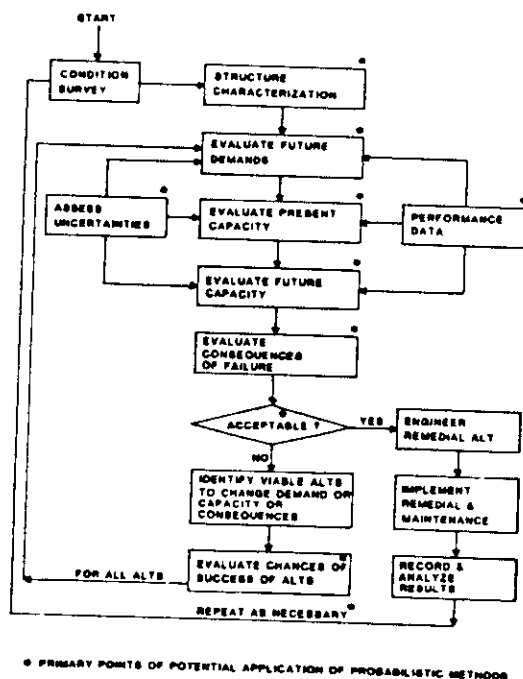 START
CONDITION
SURVEY
STRUCTURE
CHARACTERIZATION
*
EVALUATE FUTURE
DEMANDS
*
ASSESS
UNCERTAINTIES
*
EVALUATE PRESENT
CAPACITY
*
PERFORMANCE
DATA
*
EVALUATE FUTURE
CAPACITY
*
EVALUATE
CONSEQUENCES
OF FAILURE
*
ACCEPTABLE ?
*
YES
ENGINEER
REMEDIAL ALT
NO
IDENTIFY VIABLE ALTS
TO CHANGE DEMAND OR
CAPACITY OR
CONSEQUENCES
IMPLEMENT
REMEDIAL &
MAINTENANCE
EVALUATE CHANGES OF
SUCCESS OF ALTS
*
FOR ALL ALTS
RECORD &
ANALYZE
RESULTS
REPEAT AS NECESSARY *
* PRIMARY POINTS OF POTENTIAL APPLICATION OF PROBABILISTIC METHODS